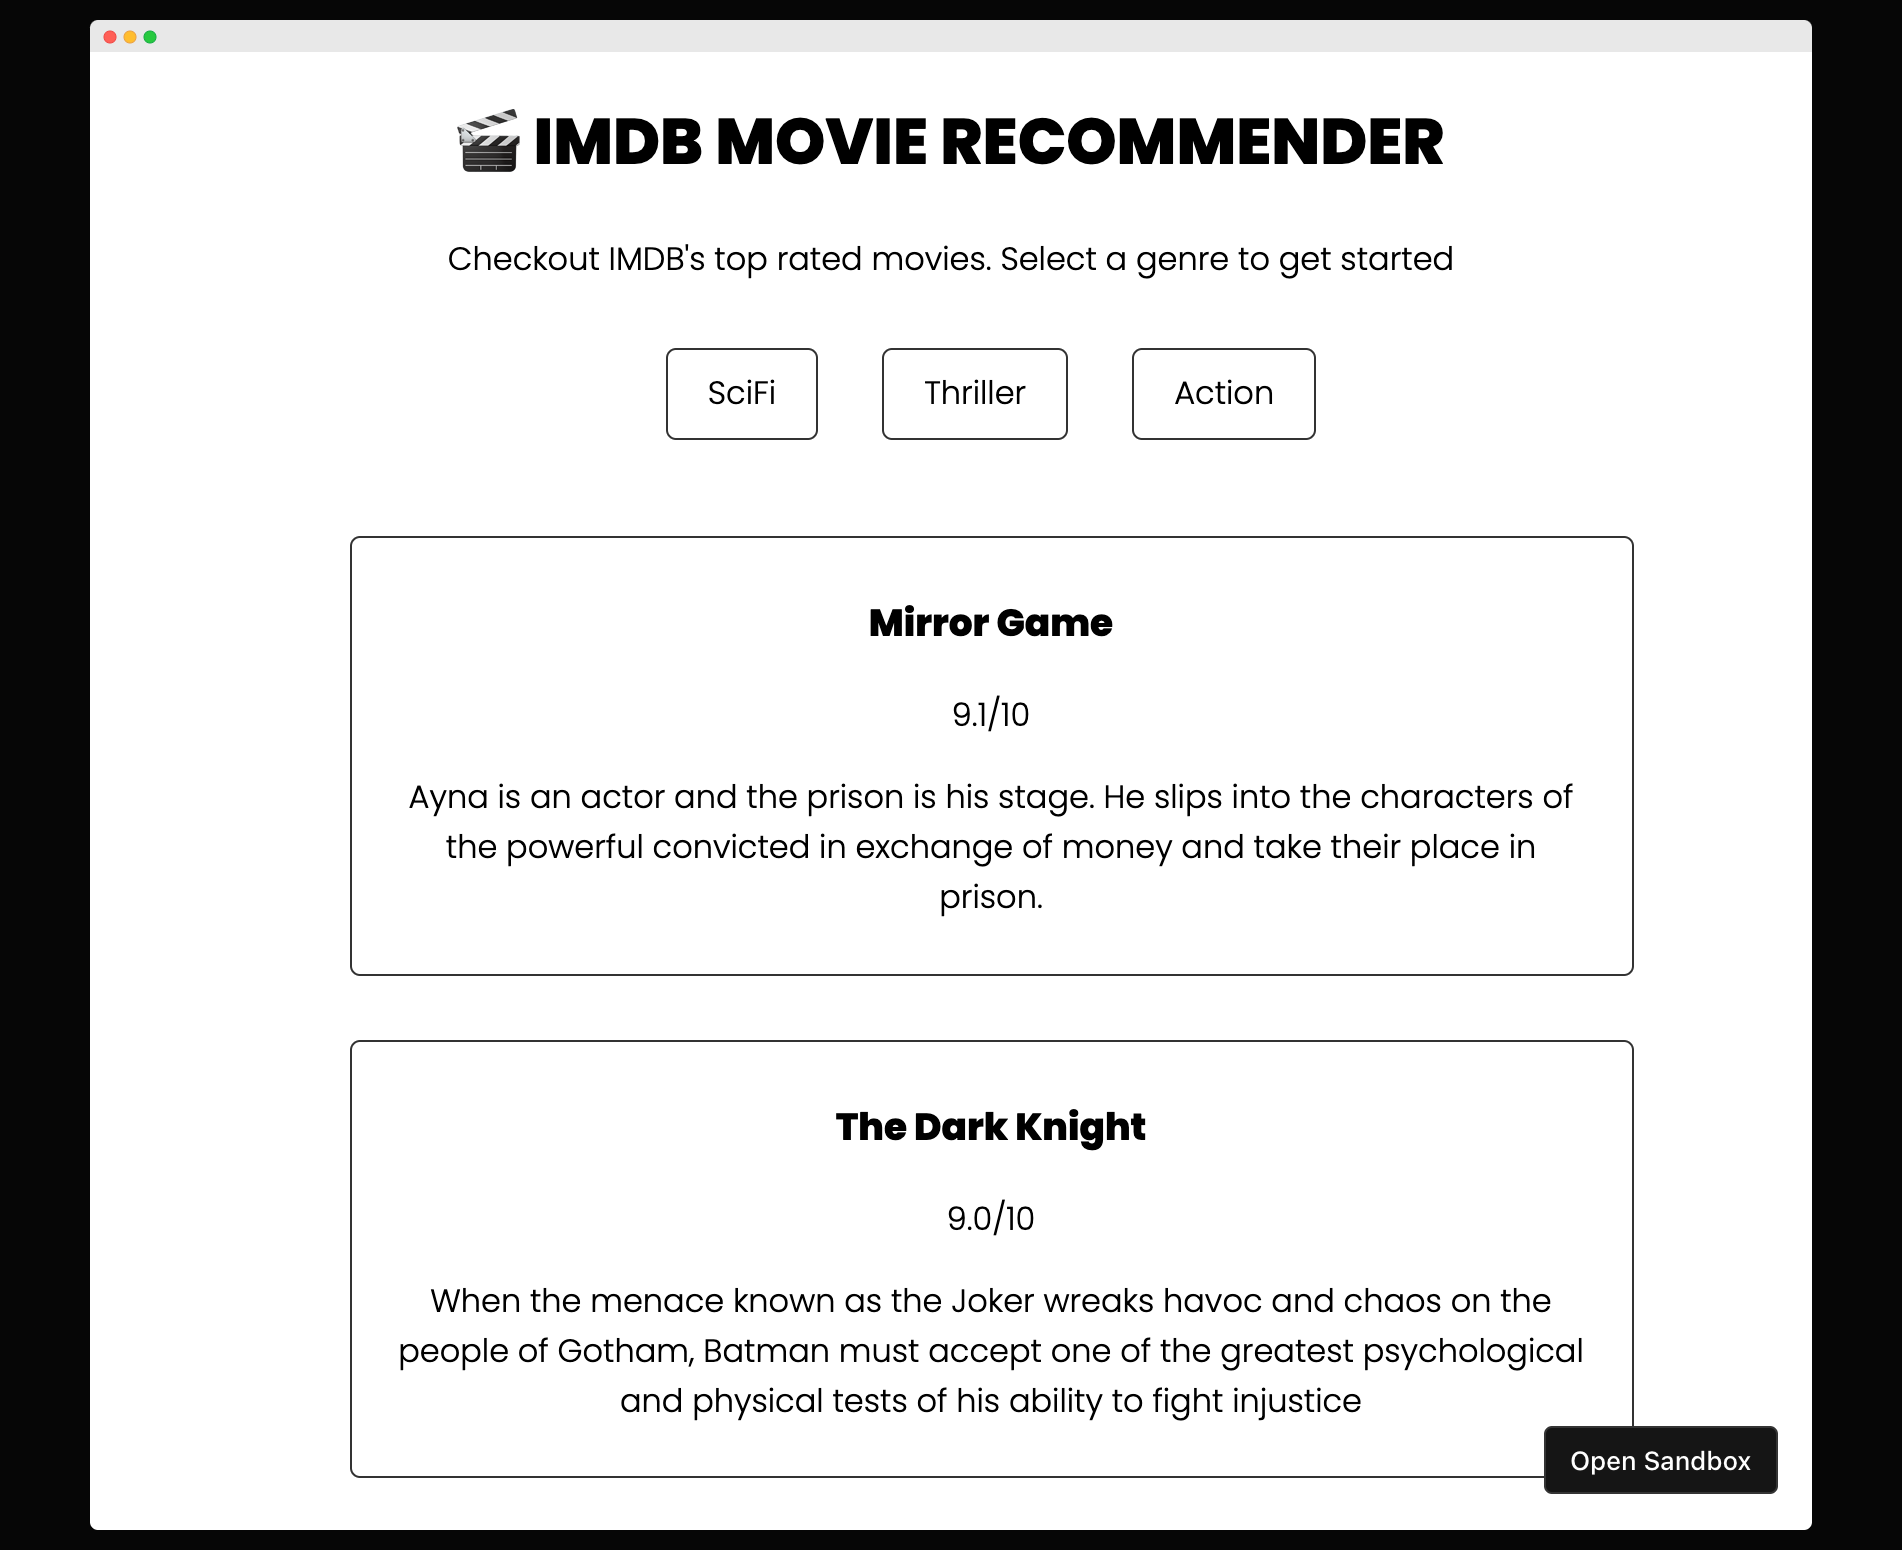 IMDB MOVIE RECOMMENDER
Checkout IMDB's top rated movies. Select a genre to get started
SciFi
Thriller
Action
Mirror Game
9.1/10
Ayna is an actor and the prison is his stage. He slips into the characters of
the powerful convicted in exchange of money and take their place in
prison.
The Dark Knight
9.0/10
When the menace known as the Joker wreaks havoc and chaos on the
people of Gotham, Batman must accept one of the greatest psychological
and physical tests of his ability to fight injustice
Open Sandbox